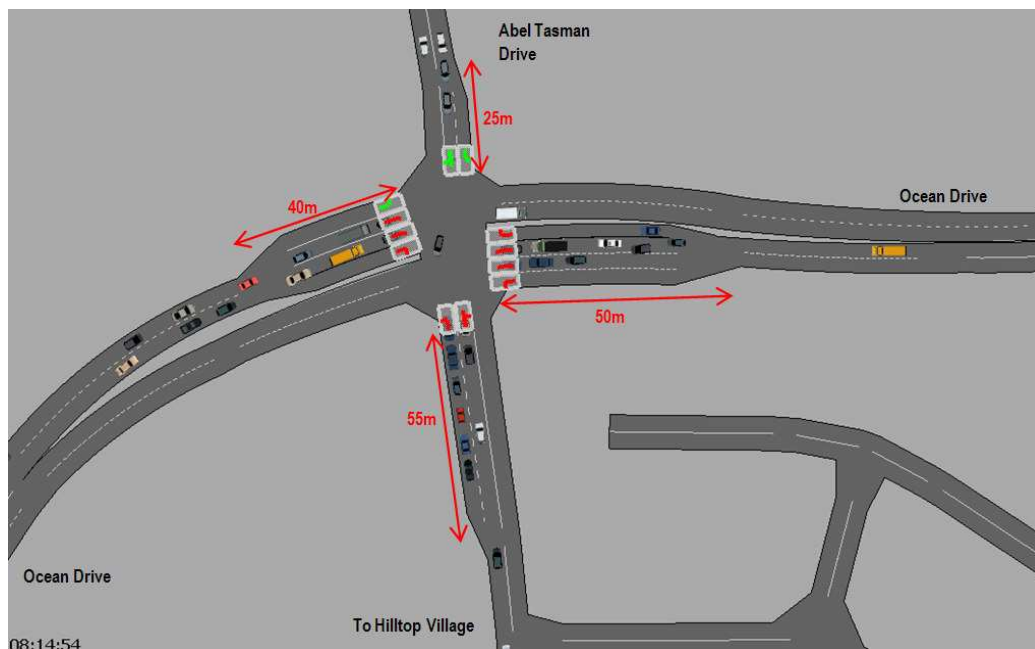 Abel Tasman
Drive
25m
40m
Ocean Drive
50m
55m
Ocean Drive
To Hilltop Village
08:14:54